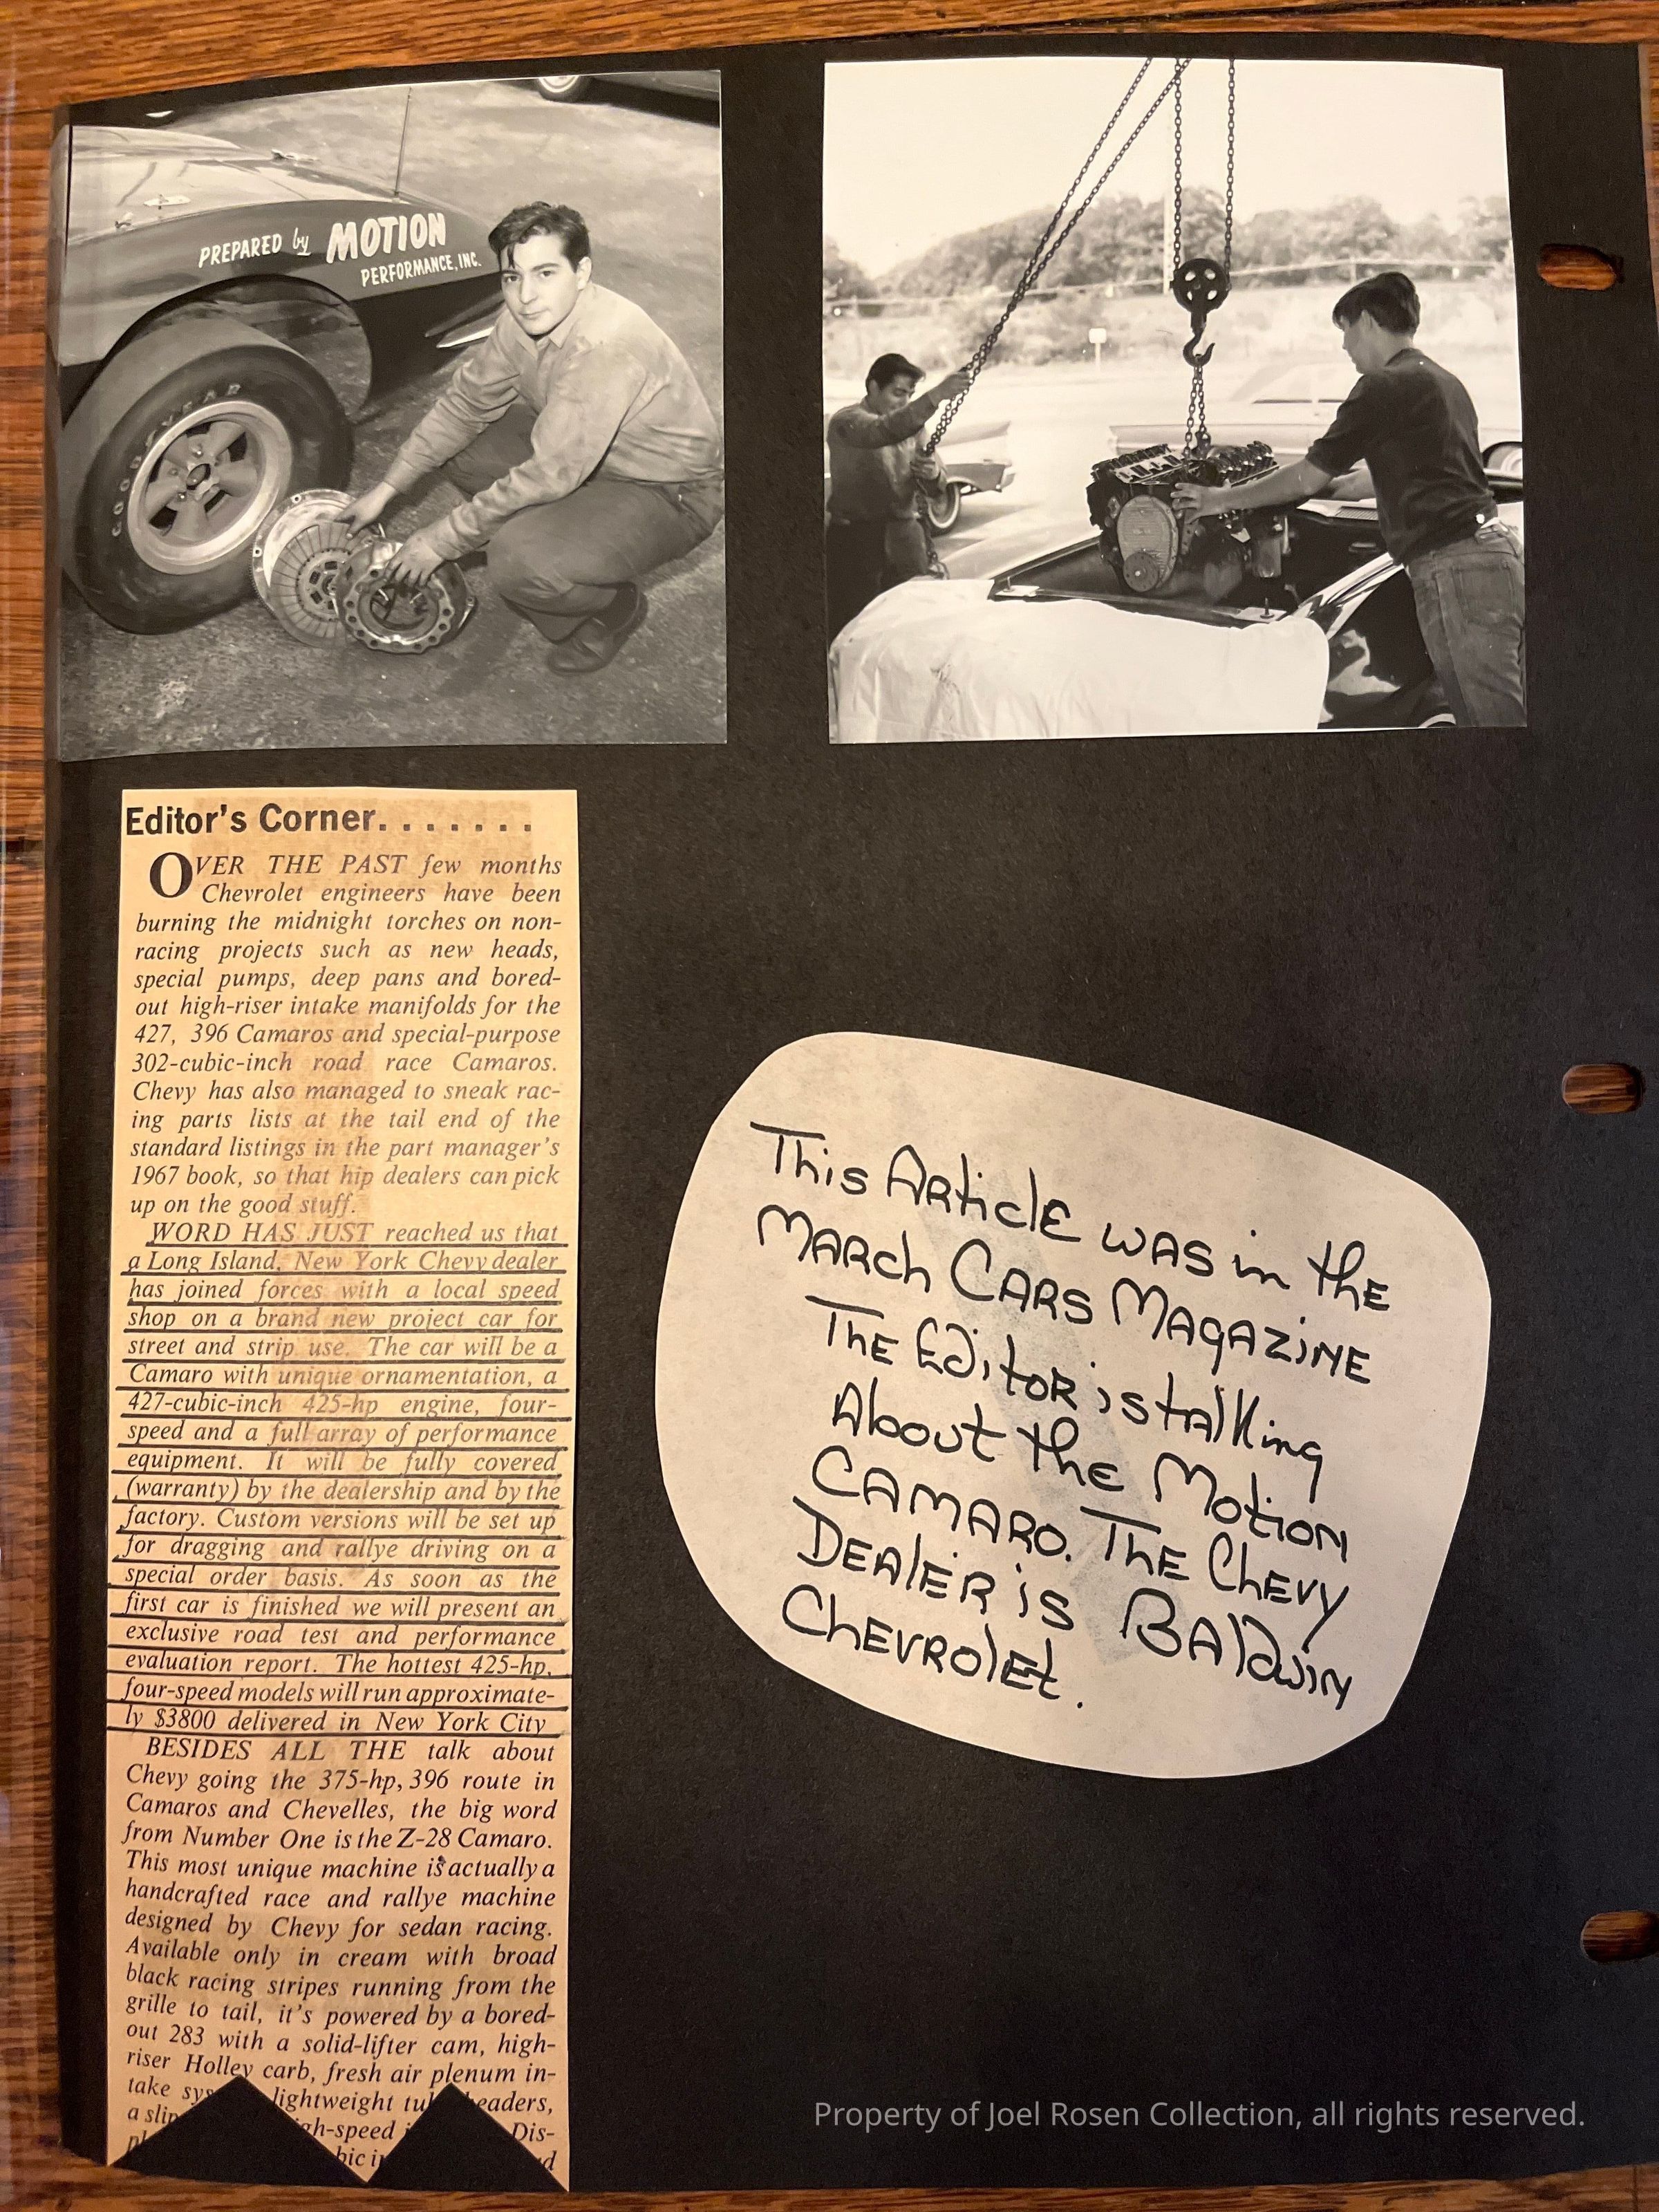 PREPARED by MOTION
PERFORMANCE, INC.
GOODYEAR
Editor's Corner. . . . . . .
OVER THE PAST few months
Chevrolet engineers have been
burning the midnight torches on non-
racing projects such as new heads,
special pumps, deep pans and bored-
out high-riser intake manifolds for the
427, 396 Camaros and special-purpose
302-cubic-inch road race Camaros.
Chevy has also managed to sneak rac-
ing parts lists at the tail end of the
standard listings in the part manager's
1967 book, so that hip dealers can pick
up on the good stuff.
WORD HAS JUST reached us that
a Long Island, New York Chevy dealer
has joined forces with a local speed
shop on a brand new project car for
street and strip use. The car will be a
Camaro with unique ornamentation, a
427-cubic-inch 425-hp engine, four-
speed and a full array of performance
equipment. It will be fully covered
(warranty) by the dealership and by the
factory. Custom versions will be set up
for dragging and rallye driving on a
special order basis. As soon as the
first car is finished we will present an
exclusive road test and performance
evaluation report. The hottest 425-hp,
four-speed models will run approximate-
ly $3800 delivered in New York City
BESIDES ALL THE talk about
Chevy going the 375-hp, 396 route in
Camaros and Chevelles, the big word
from Number One is the Z-28 Camaro.
This most unique machine is actually a
handcrafted race and rallye machine
designed by Chevy for sedan racing.
Available only in cream with broad
black racing stripes running from the
grille to tail, it's powered by a bored-
out 283 with a solid-lifter cam, high-
riser Holley carb, fresh air plenum in-
take lightweight
Dis-
This Article was in the
March Cars Magazine
The Editor is talking
About the Motion
Camaro. The Chevy
Dealer is Baldwin
Chevrolet.
Property of Joel Rosen Collection, all rights reserved.